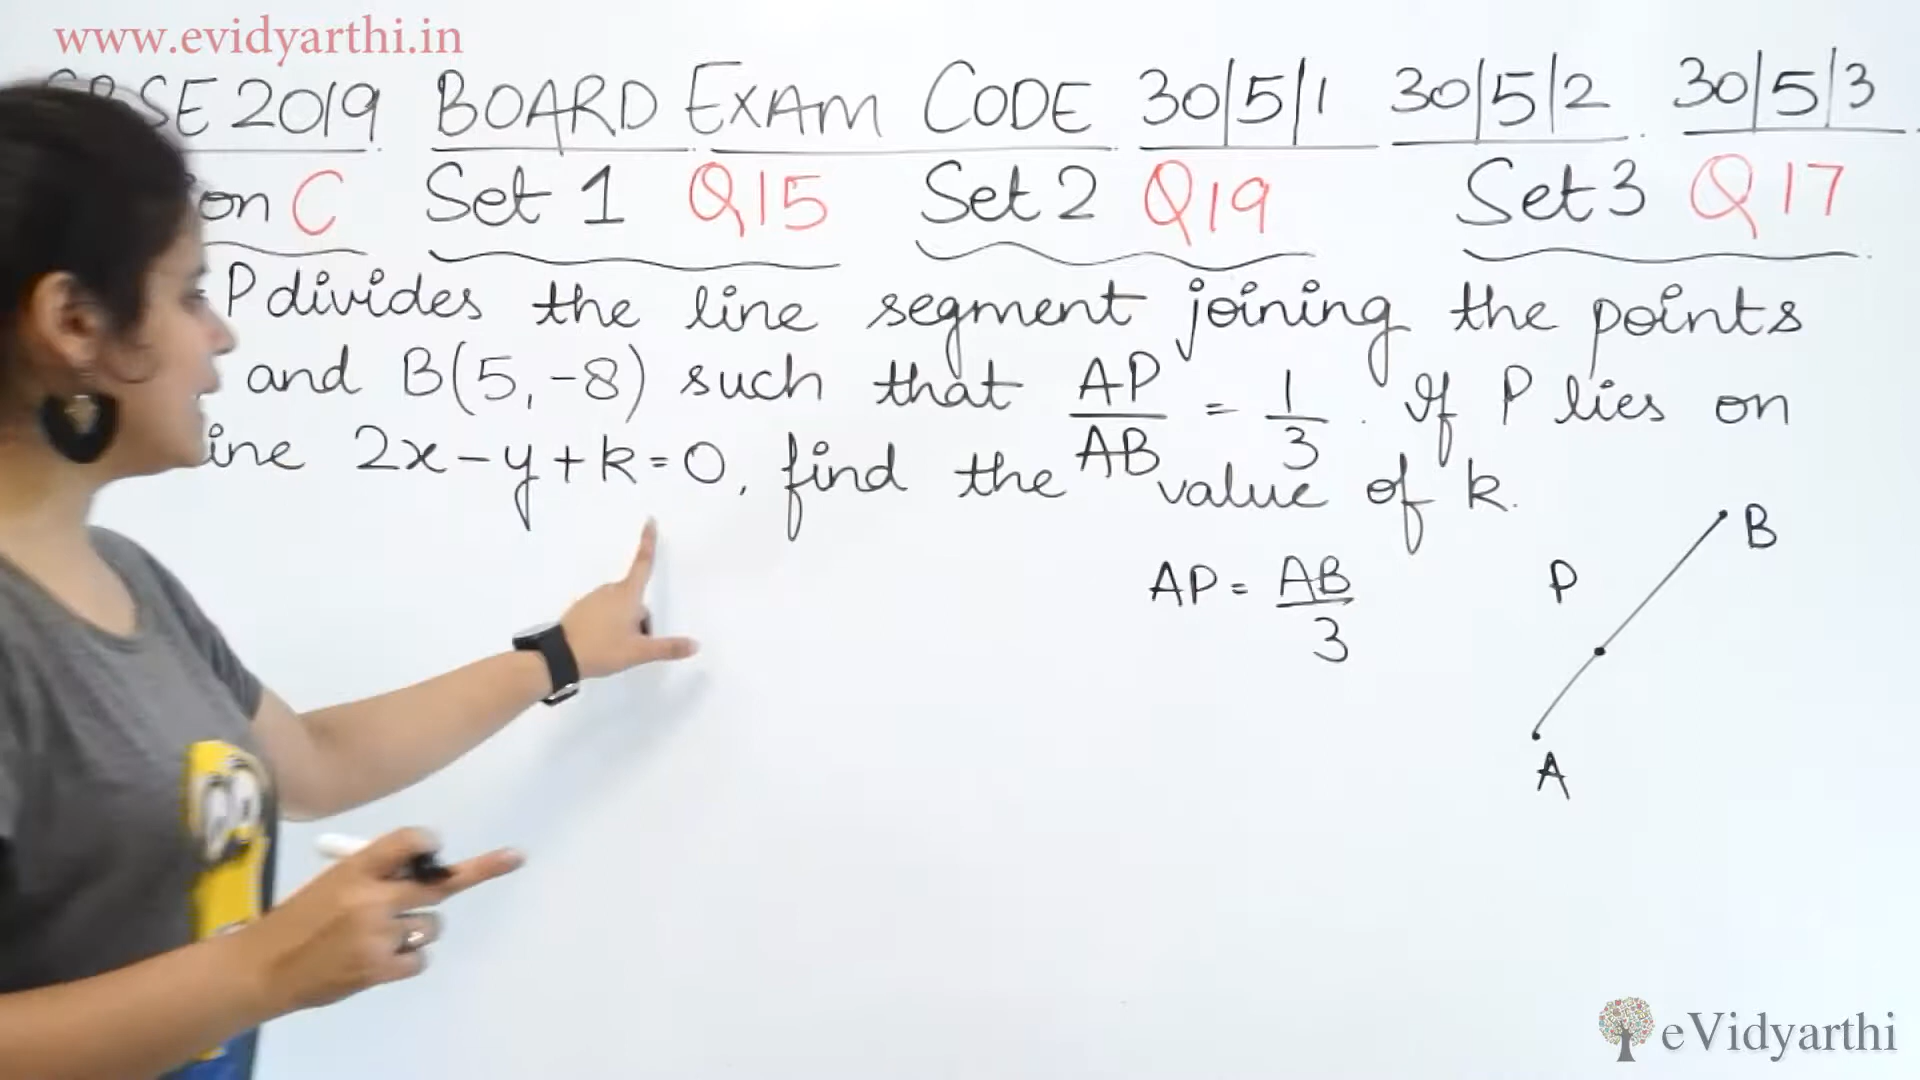 www.evidyarthi.in
SE 2019 BOARD EXAM CODE 30/5/1 30/5/2 30/5/3
on C Set 1 Q15 Set 2 Q19 Set 3 Q17
P divides the line segment joining the points
and B(5,-8) such that AP/AB = 1/3. If P lies on
ine 2x-y+k=0, find the value of k.
AP = AB/3
P
B
A
eVidyarthi